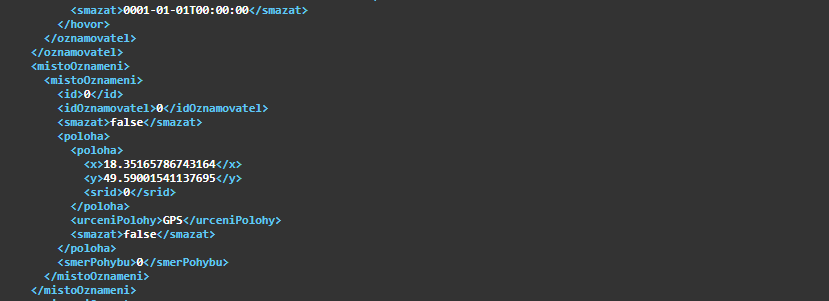 <smazat>0001-01-01T00:00:00</smazat>
</hovor>
</oznamovatel>
</oznamovatel>
<mistoOznameni>
<mistoOznameni>
<id>0</id>
<idOznamovatel>0</idOznamovatel>
<smazat>false</smazat>
<poloha>
<poloha>
<x>18.35165786743164</x>
<y>49.59001541137695</y>
<srid>0</srid>
</poloha>
<urceniPolohy>GPS</urceniPolohy>
<smazat>false</smazat>
</poloha>
<smerPohybu>0</smerPohybu>
</mistoOznameni>
</mistoOznameni>